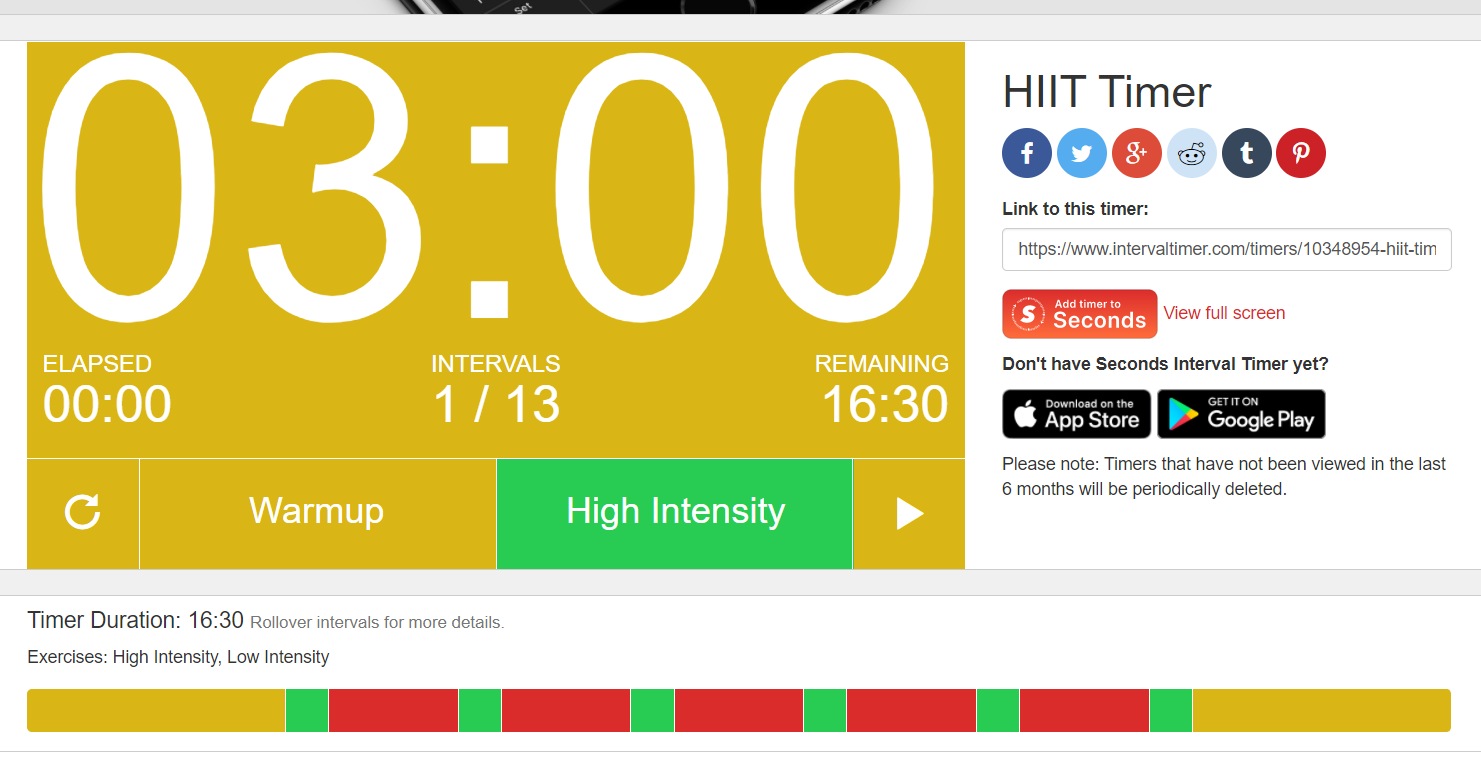 Set
03:00
ELAPSED
INTERVALS
REMAINING
00:00
1 / 13
16:30
Warmup
High Intensity
HIIT Timer
Link to this timer:
https://www.intervaltimer.com/timers/10348954-hiit-tim
Add timer to
Seconds
View full screen
Don't have Seconds Interval Timer yet?
Download on the
App Store
GET IT ON
Google Play
Please note: Timers that have not been viewed in the last
6 months will be periodically deleted.
Timer Duration: 16:30 Rollover intervals for more details.
Exercises: High Intensity, Low Intensity